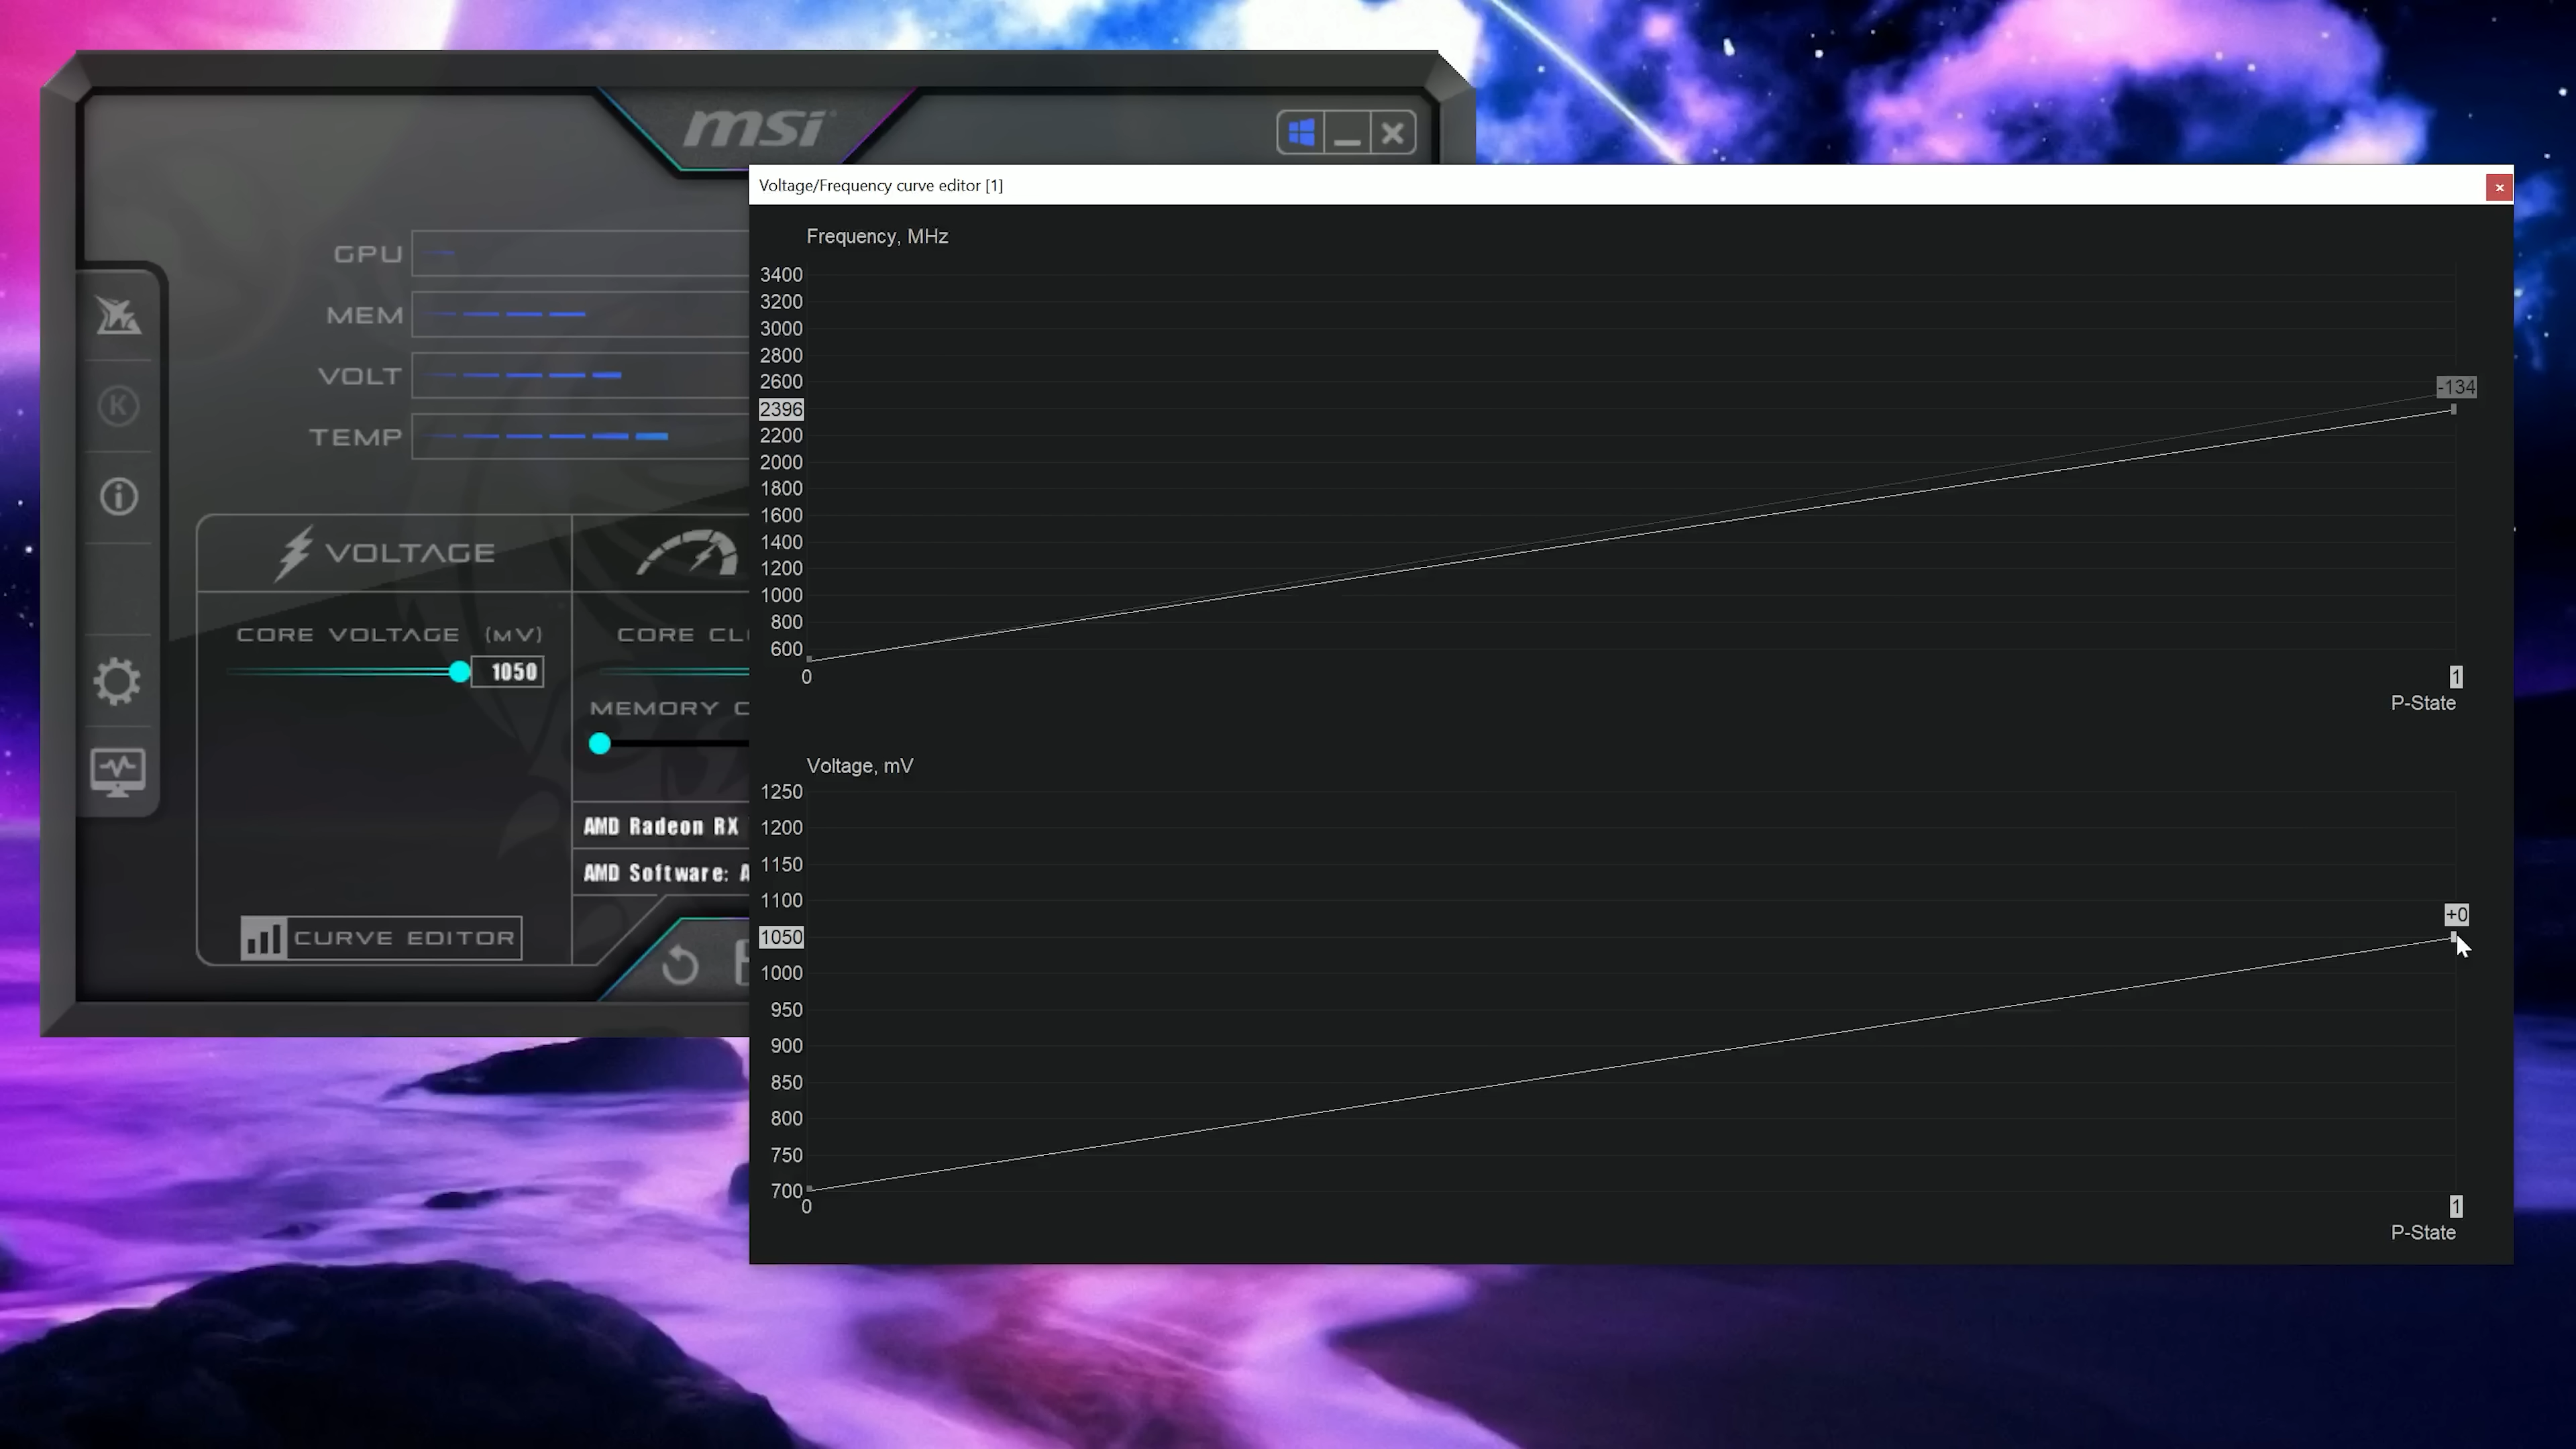 msi
GPU
MEM
VOLT
TEMP
VOLTAGE
CORE VOLTAGE (MV)
1050
CURVE EDITOR
CORE CL
MEMORY C
AMD Radeon RX
AMD Software: A
Voltage/Frequency curve editor [1]
Frequency, MHz
3400
3200
3000
2800
2600
-134
2396
2200
2000
1800
1600
1400
1200
1000
800
600
0 1
P-State
Voltage, mV
1250
1200
1150
1100
+0
1050
1000
950
900
850
800
750
700
0 1
P-State
K